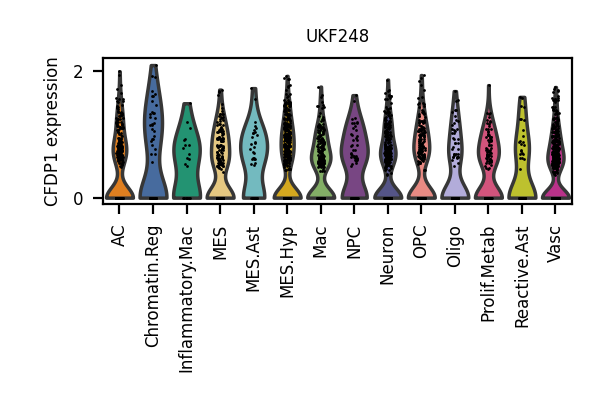 UKF248
CFDP1 expression
2
0
AC
Chromatin.Reg
Inflammatory.Mac
MES
MES.Ast
MES.Hyp
Mac
NPC
Neuron
OPC
Oligo
Prolif.Metab
Reactive.Ast
Vasc